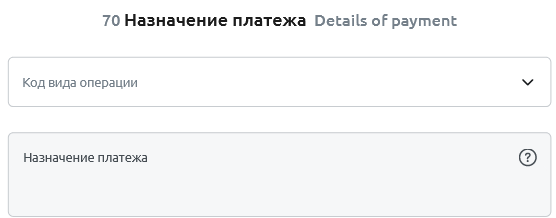 70 Назначение платежа Details of payment
Код вида операции
Назначение платежа
?